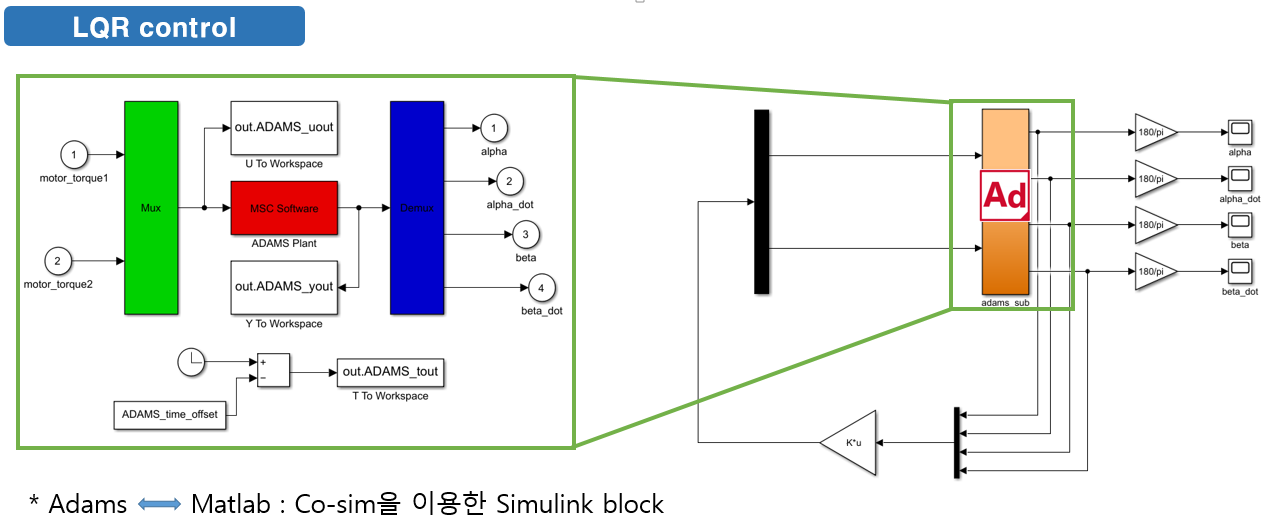 LQR control
1
motor_torque1
2
motor_torque2
Mux
out.ADAMS_uout
U To Workspace
MSC Software
ADAMS Plant
out.ADAMS_yout
Y To Workspace
Demux
1
alpha
2
alpha_dot
3
beta
4
beta_dot
+
−
ADAMS_time_offset
out.ADAMS_tout
T To Workspace
Ad
adams_sub
180/pi
alpha
180/pi
alpha_dot
180/pi
beta
180/pi
beta_dot
K*u
* Adams ⟺ Matlab : Co-sim을 이용한 Simulink block